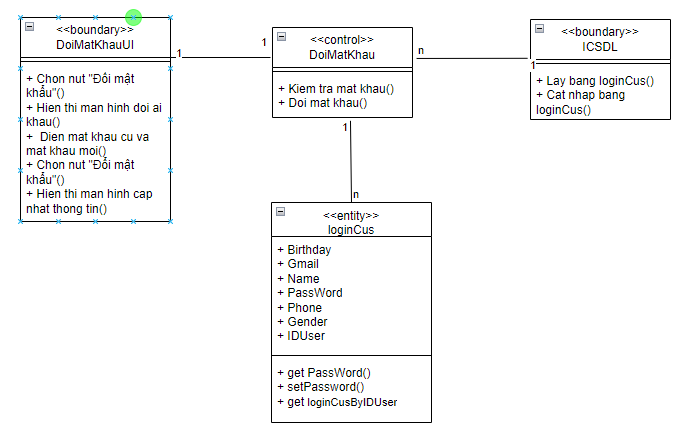 <<boundary>>
DoiMatKhauUI
+ Chon nut "Đổi mật
khẩu"()
+ Hien thi man hinh doi ai
khau()
+ Dien mat khau cu va
mat khau moi()
+ Chon nut "Đổi mật
khẩu"()
+ Hien thi man hinh cap
nhat thong tin()
1
1
<<control>>
DoiMatKhau
+ Kiem tra mat khau()
+ Doi mat khau()
n
1
<<boundary>>
ICSDL
+ Lay bang loginCus()
+ Cat nhap bang
loginCus()
1
n
<<entity>>
loginCus
+ Birthday
+ Gmail
+ Name
+ PassWord
+ Phone
+ Gender
+ IDUser
+ get PassWord()
+ setPassword()
+ get loginCusByIDUser